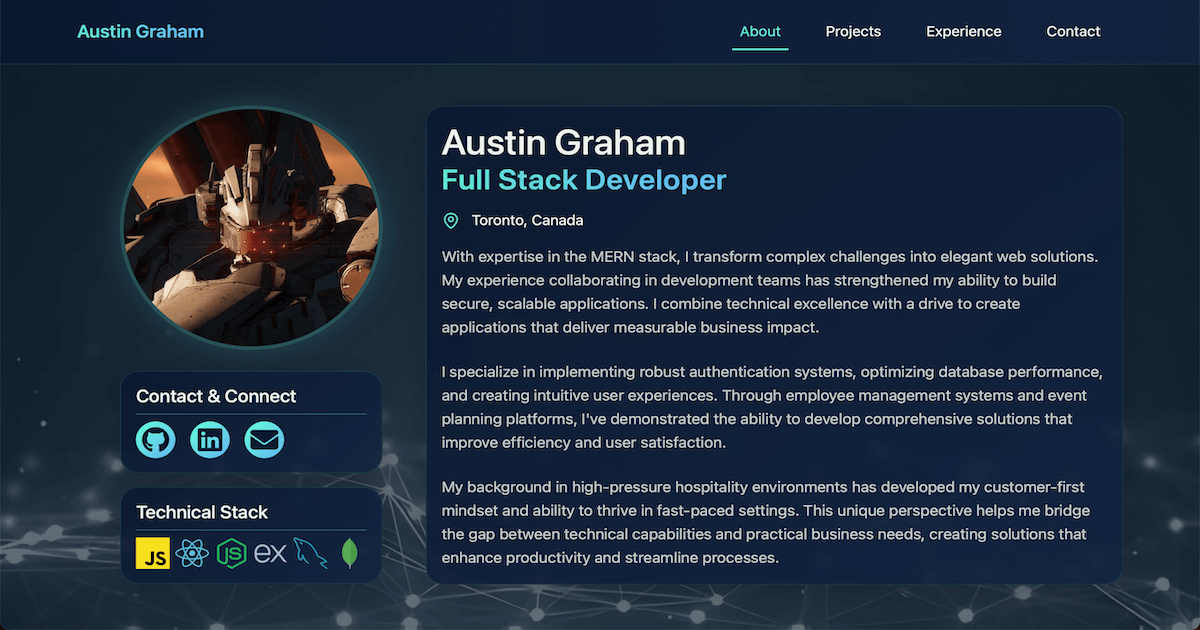 Austin Graham
About
Projects
Experience
Contact
Austin Graham
Full Stack Developer
Toronto, Canada
With expertise in the MERN stack, I transform complex challenges into elegant web solutions.
My experience collaborating in development teams has strengthened my ability to build
secure, scalable applications. I combine technical excellence with a drive to create
applications that deliver measurable business impact.
I specialize in implementing robust authentication systems, optimizing database performance,
and creating intuitive user experiences. Through employee management systems and event
planning platforms, I've demonstrated the ability to develop comprehensive solutions that
improve efficiency and user satisfaction.
My background in high-pressure hospitality environments has developed my customer-first
mindset and ability to thrive in fast-paced settings. This unique perspective helps me bridge
the gap between technical capabilities and practical business needs, creating solutions that
enhance productivity and streamline processes.
Contact & Connect
in
Technical Stack
JS
JS
ex